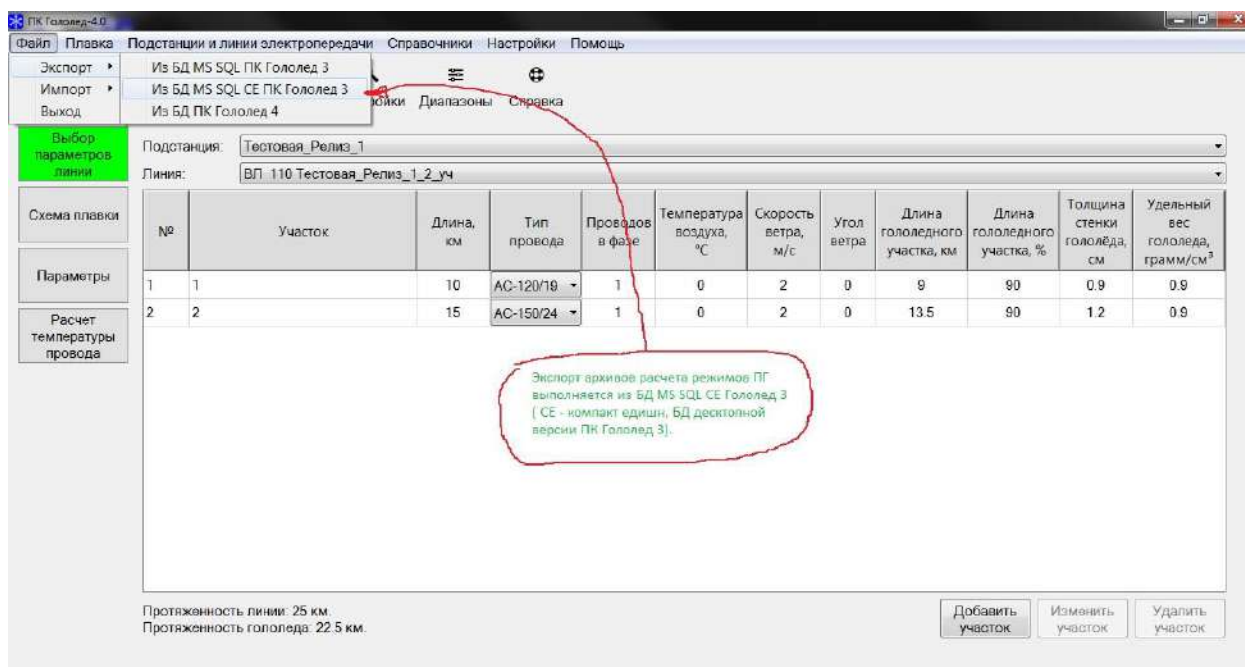 ПК Гололед-4.0
Файл Плавка Подстанции и линии электропередачи Справочники Настройки Помощь
Экспорт
Импорт
Выход
Из БД MS SQL ПК Гололед 3
Из БД MS SQL CE ПК Гололед 3
Из БД ПК Гололед 4
Диапазоны Справка
Выбор
параметров
линии
Схема плавки
Параметры
Расчет
температуры
провода
Подстанция: Тестовая_Релиз_1
Линия: ВЛ 110 Тестовая_Релиз_1_2_уч
№ Участок Длина, км Тип провода Проводов в фазе Температура воздуха, °С Скорость ветра, м/с Угол ветра Длина гололедного участка, км Длина гололедного участка, % Толщина стенки гололёда, см Удельный вес гололеда, грамм/см³
1 1 10 АС-120/19 1 0 2 0 9 90 0.9 0.9
2 2 15 АС-150/24 1 0 2 0 13.5 90 1.2 0.9
Экспорт архивов расчета режимов ПГ
выполняется из БД MS SQL CE Гололед 3
( CE - компакт едишн, БД десктопной
версии ПК Гололед 3).
Протяженность линии: 25 км.
Протяженность гололеда: 22.5 км.
Добавить
участок
Изменить
участок
Удалить
участок